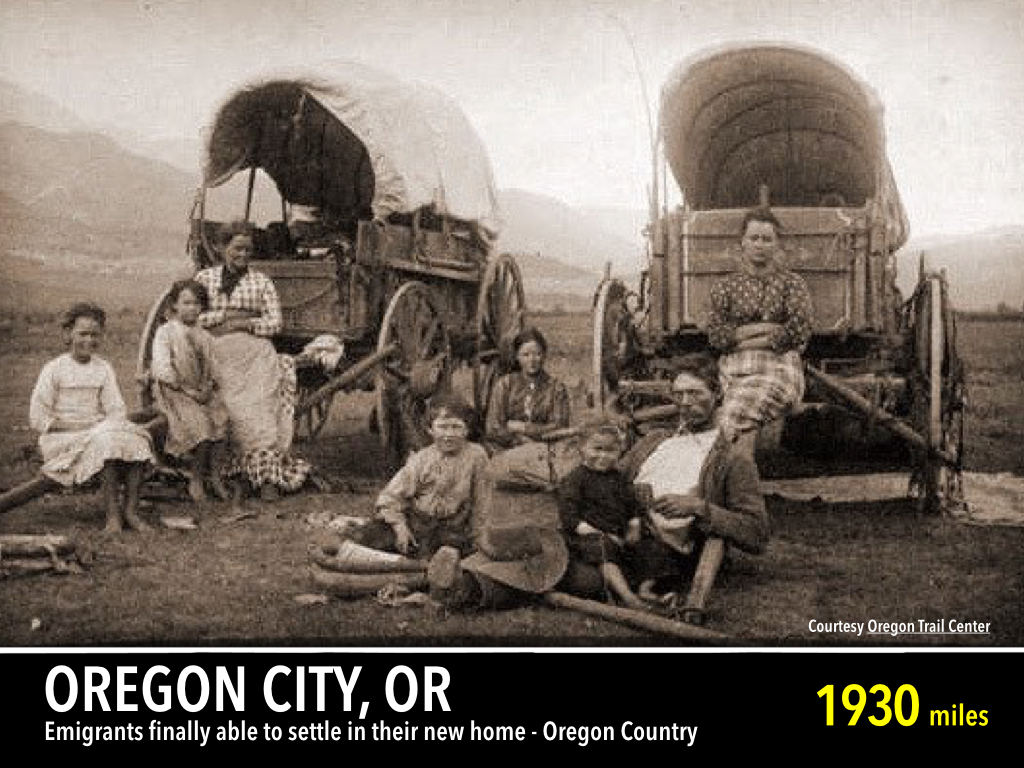 Courtesy Oregon Trail Center
OREGON CITY, OR
Emigrants finally able to settle in their new home - Oregon Country
1930 miles